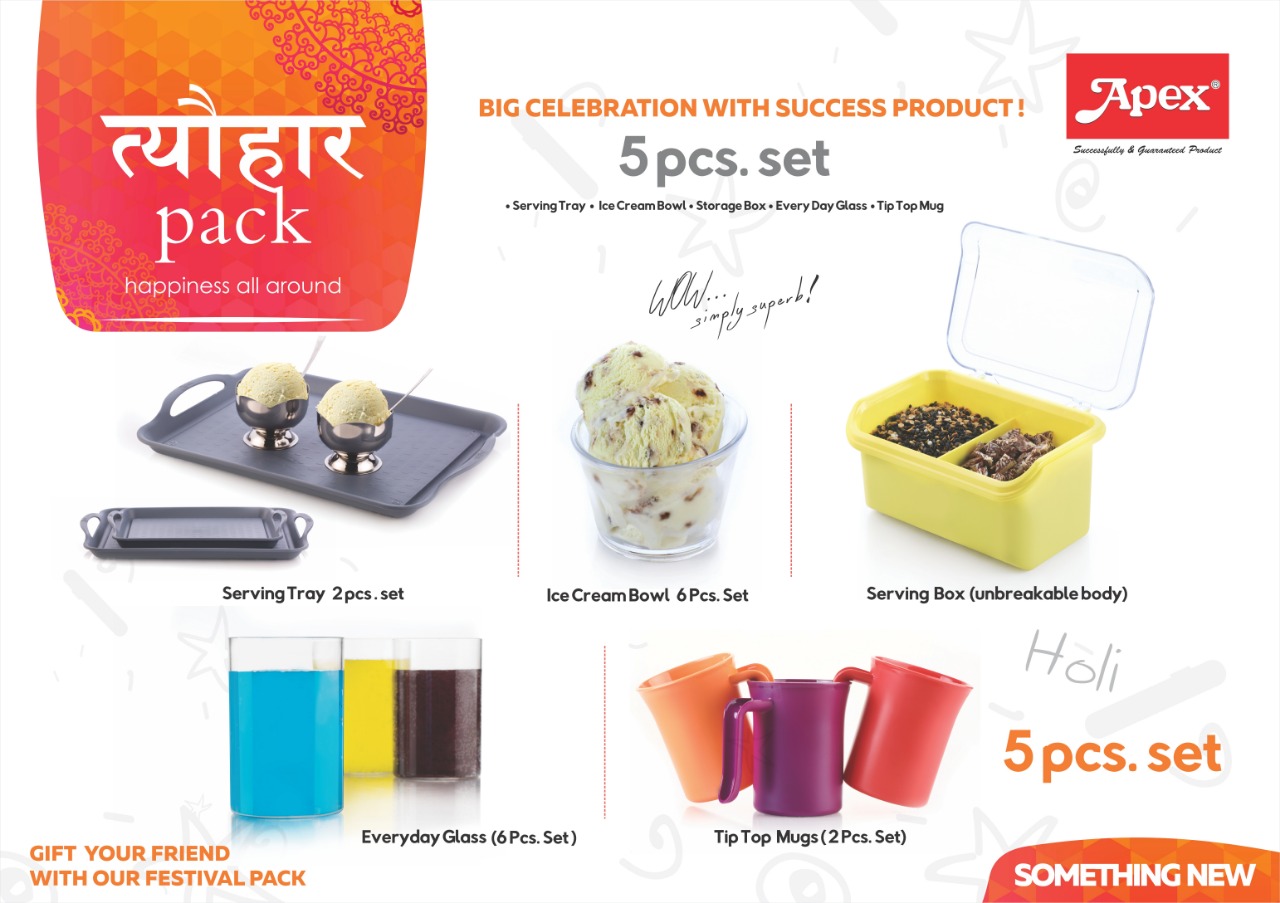 त्यौहार
pack
happiness all around
BIG CELEBRATION WITH SUCCESS PRODUCT !
5 pcs. set
• Serving Tray • Ice Cream Bowl • Storage Box • Every Day Glass • Tip Top Mug
Apex®
Successfully & Guaranteed Product
WOW...
simply superb!
Serving Tray 2 pcs. set
Ice Cream Bowl 6 Pcs. Set
Serving Box (unbreakable body)
Holi
5 pcs. set
Everyday Glass (6 Pcs. Set)
Tip Top Mugs (2 Pcs. Set)
GIFT YOUR FRIEND
WITH OUR FESTIVAL PACK
SOMETHING NEW